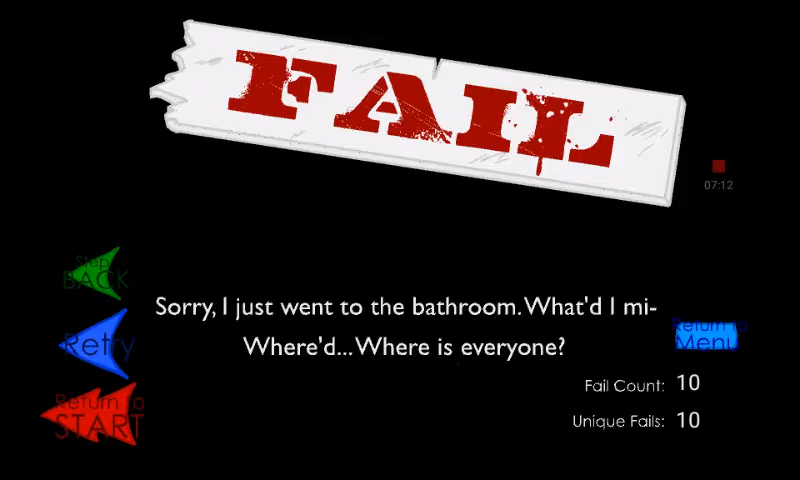 FAIL
07:12
Step
BACK
Sorry, I just went to the bathroom. What'd I mi-
Where'd... Where is everyone?
Retry
Return to
Menu
Return to
START
Fail Count: 10
Unique Fails: 10